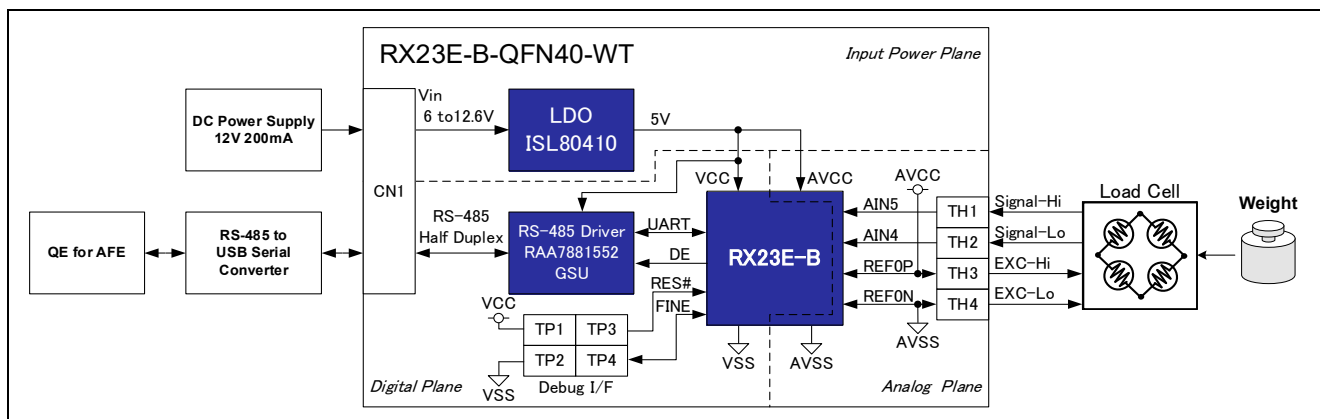 RX23E-B-QFN40-WT
Input Power Plane
DC Power Supply
12V 200mA
CN1
Vin
6 to12.6V
LDO
ISL80410
5V
VCC
AVCC
AVCC
QE for AFE
RS-485 to
USB Serial
Converter
RS-485
Half Duplex
RS-485 Driver
RAA7881552
GSU
UART
DE
RES#
FINE
RX23E-B
AIN5
AIN4
REF0P
REF0N
TH1
TH2
TH3
TH4
Signal-Hi
Signal-Lo
EXC-Hi
EXC-Lo
Load Cell
Weight
VCC
TP1
TP3
TP2
TP4
VSS
Debug I/F
VSS
AVSS
AVSS
Digital Plane
Analog Plane